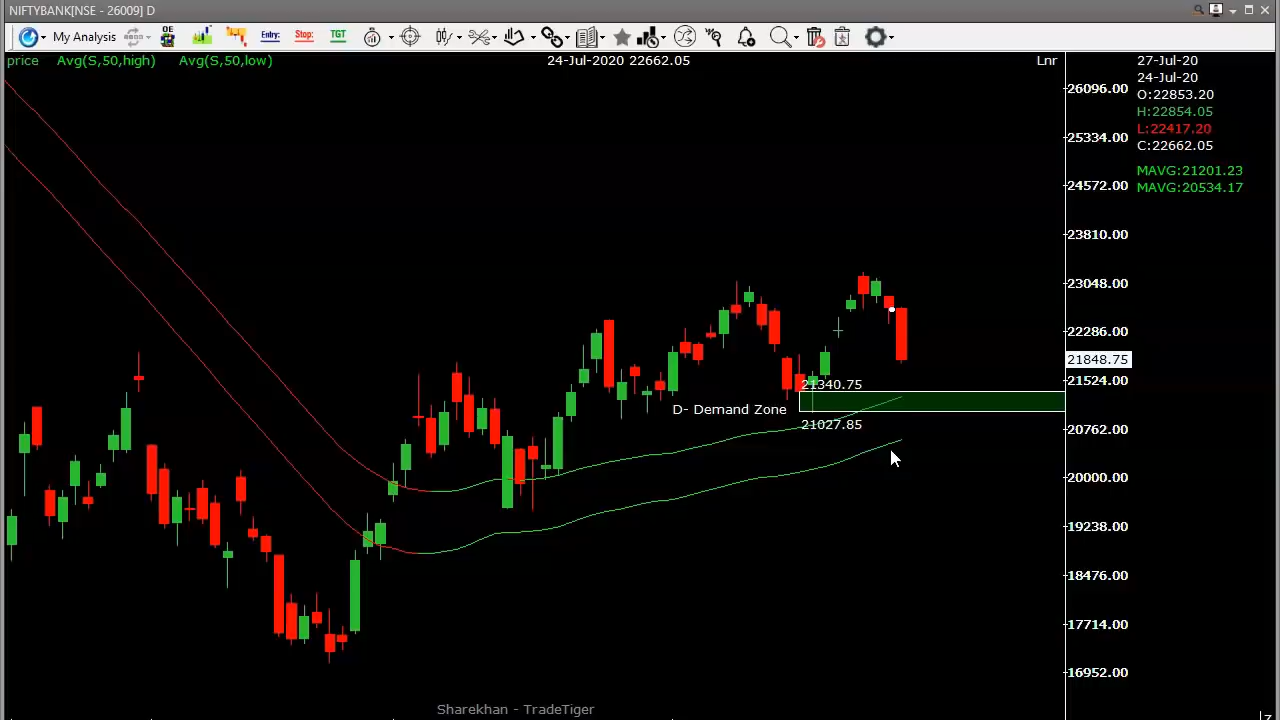 NIFTYBANK[NSE - 26009] D
My Analysis OE Entry: Stop: TGT
price Avg(S,50,high) Avg(S,50,low) 24-Jul-2020 22662.05 Lnr
27-Jul-20
24-Jul-20
O:22853.20
H:22854.05
L:22417.20
C:22662.05
MAVG:21201.23
MAVG:20534.17
26096.00
25334.00
24572.00
23810.00
23048.00
22286.00
21848.75
21524.00
20762.00
20000.00
19238.00
18476.00
17714.00
16952.00
21340.75
D- Demand Zone
21027.85
Sharekhan - TradeTiger